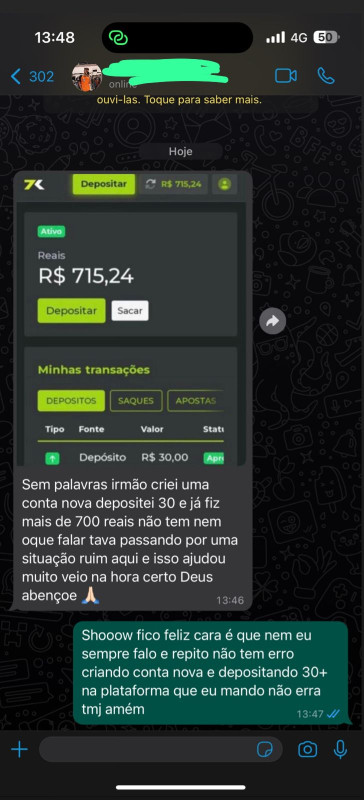 13:48
4G 50
302
online
ouvi-las. Toque para saber mais.
Hoje
7K Depositar R$ 715,24
Ativo
Reais
R$ 715,24
Depositar Sacar
Minhas transações
DEPOSITOS SAQUES APOSTAS
Tipo Fonte Valor Statu
Depósito R$ 30,00 Apro
Sem palavras irmão criei uma
conta nova depositei 30 e já fiz
mais de 700 reais não tem nem
oque falar tava passando por uma
situação ruim aqui e isso ajudou
muito veio na hora certo Deus
abençoe 🙏🏻
13:46
Shooow fico feliz cara é que nem eu
sempre falo e repito não tem erro
criando conta nova e depositando 30+
na plataforma que eu mando não erra
tmj amém
13:47